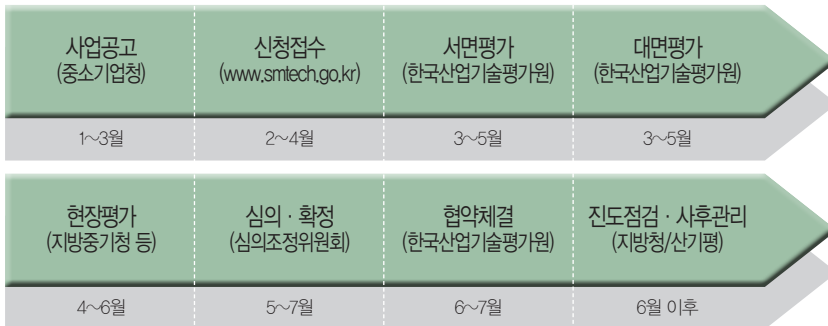 사업공고
(중소기업청)
신청접수
(www.smtech.go.kr)
서면평가
(한국산업기술평가원)
대면평가
(한국산업기술평가원)
1~3월
2~4월
3~5월
3~5월
현장평가
(지방중기청 등)
심의 · 확정
(심의조정위원회)
협약체결
(한국산업기술평가원)
진도점검 · 사후관리
(지방청/산기평)
4~6월
5~7월
6~7월
6월 이후